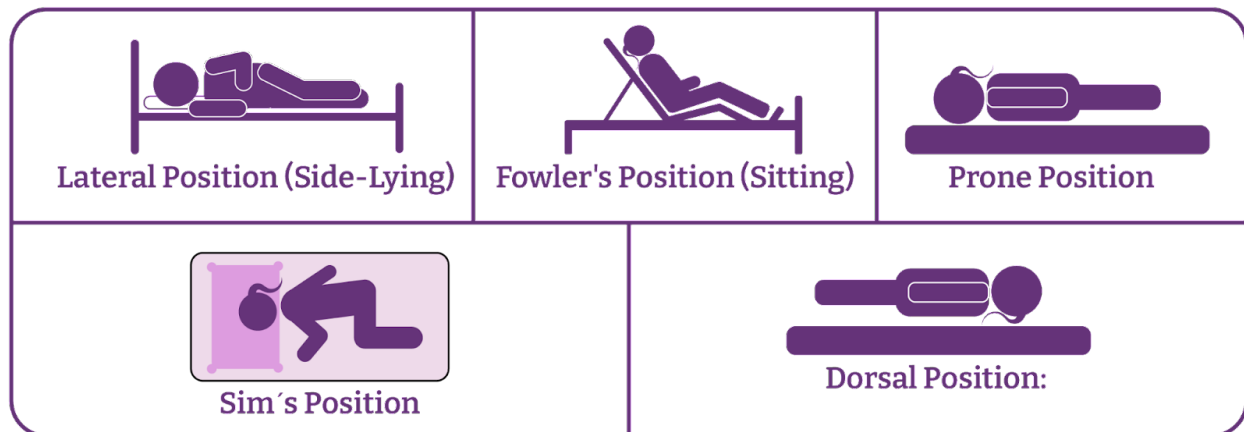 Lateral Position (Side-Lying)
Fowler's Position (Sitting)
Prone Position
Sim´s Position
Dorsal Position: